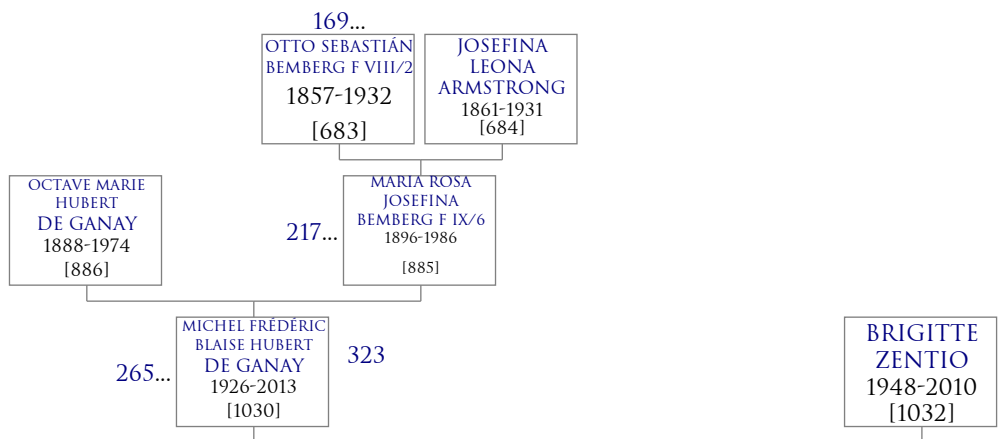 169...
OTTO SEBASTIÁN
BEMBERG F VIII/2
1857-1932
[683]
JOSEFINA
LEONA
ARMSTRONG
1861-1931
[684]
OCTAVE MARIE
HUBERT
DE GANAY
1888-1974
[886]
217...
MARIA ROSA
JOSEFINA
BEMBERG F IX/6
1896-1986
[885]
265...
MICHEL FRÉDÉRIC
BLAISE HUBERT
DE GANAY
1926-2013
[1030]
323
BRIGITTE
ZENTIO
1948-2010
[1032]